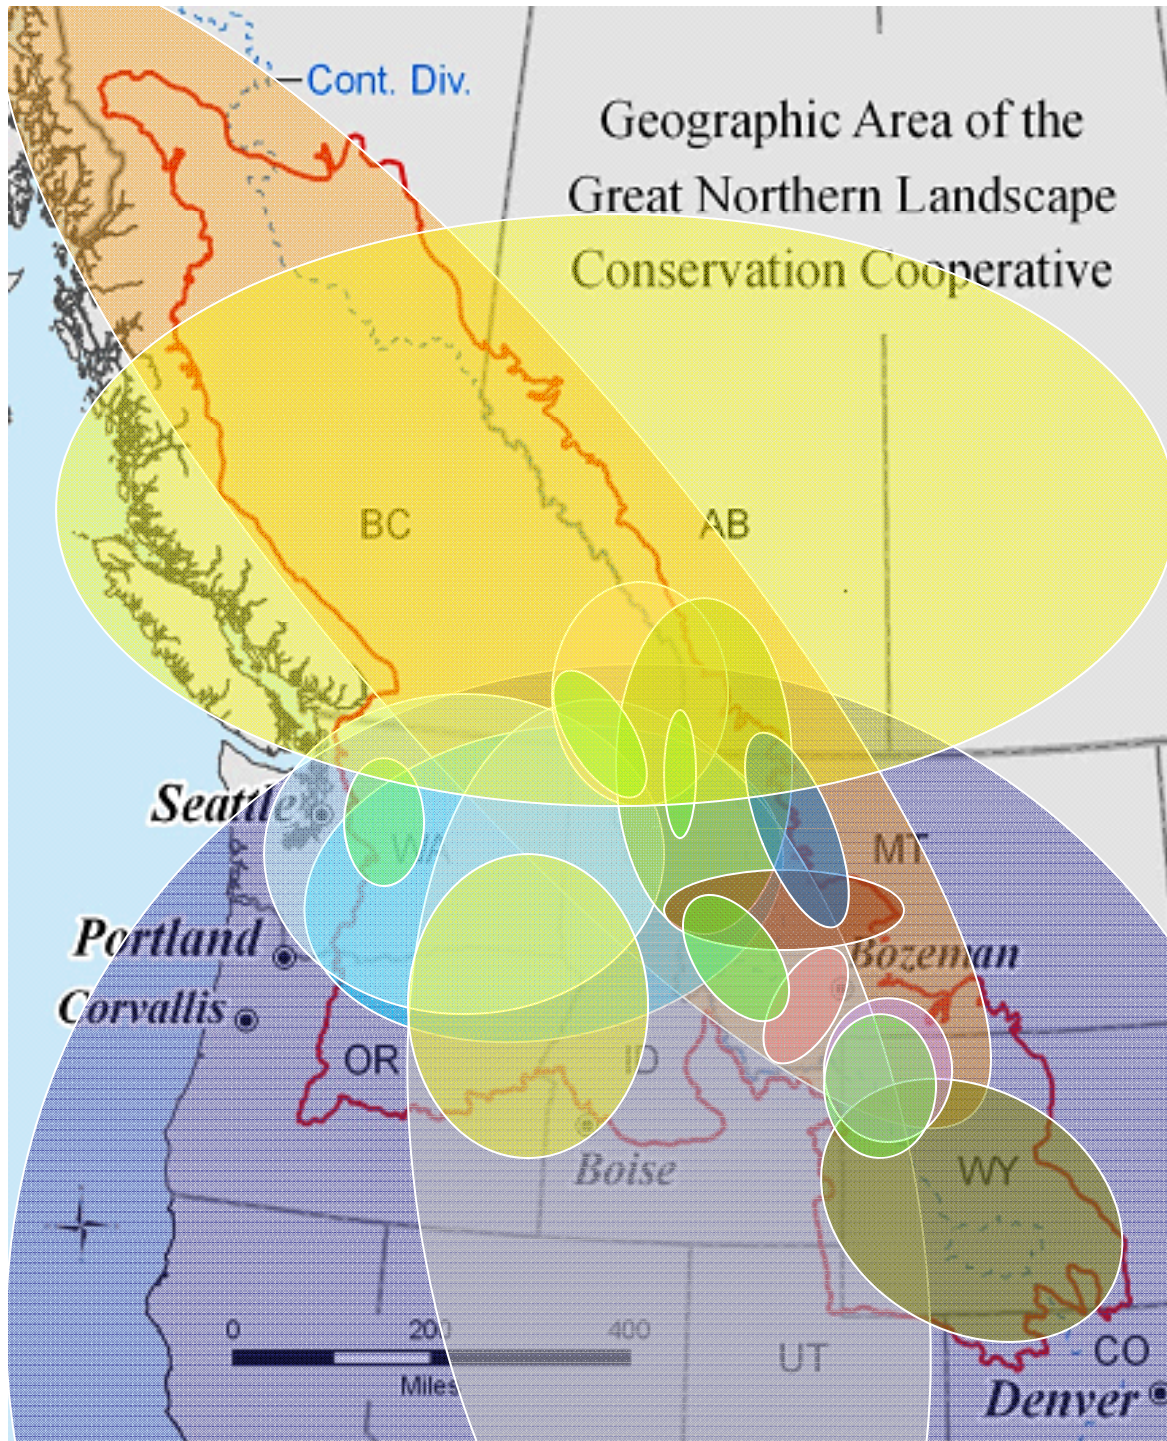 Cont. Div.
Geographic Area of the
Great Northern Landscape
Conservation Cooperative
BC
AB
Seattle
WA
MT
Portland
Bozeman
Corvallis
OR
ID
Boise
WY
0 200 400
Miles
UT
CO
Denver